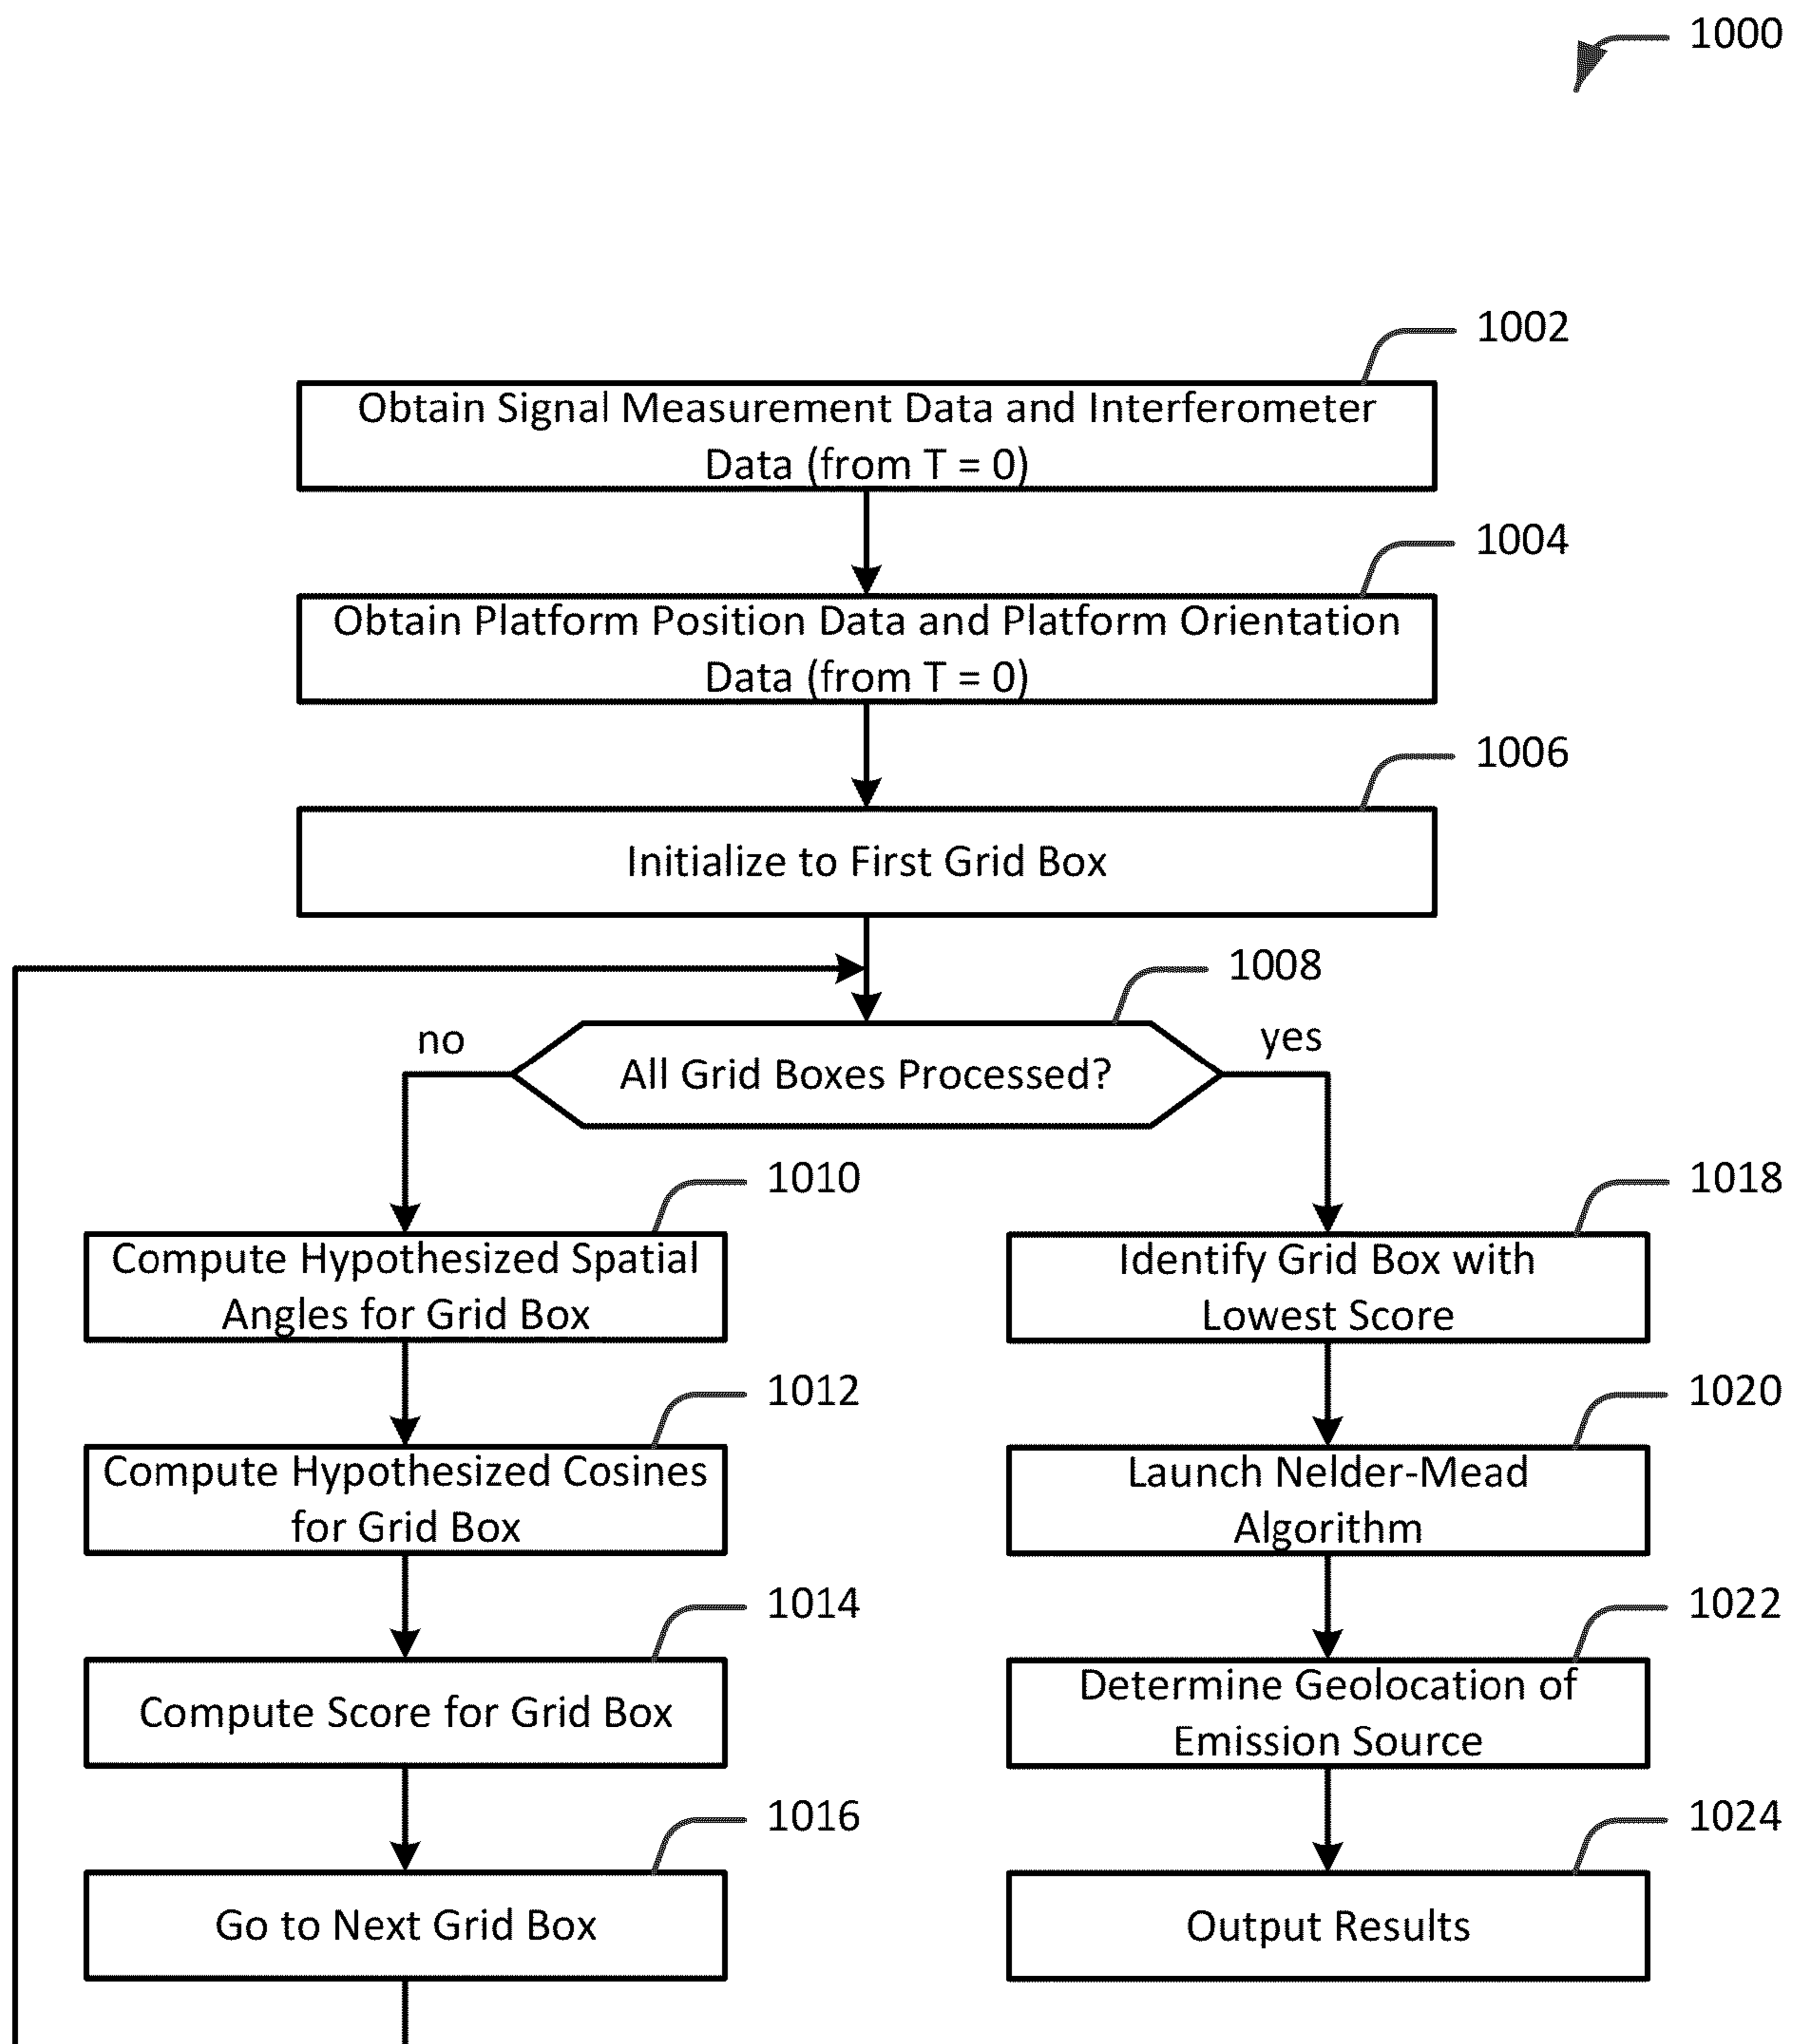 1000
1002
Obtain Signal Measurement Data and Interferometer
Data (from T = 0)
1004
Obtain Platform Position Data and Platform Orientation
Data (from T = 0)
1006
Initialize to First Grid Box
1008
no
All Grid Boxes Processed?
yes
1010
Compute Hypothesized Spatial
Angles for Grid Box
1012
Compute Hypothesized Cosines
for Grid Box
1014
Compute Score for Grid Box
1016
Go to Next Grid Box
1018
Identify Grid Box with
Lowest Score
1020
Launch Nelder-Mead
Algorithm
1022
Determine Geolocation of
Emission Source
1024
Output Results